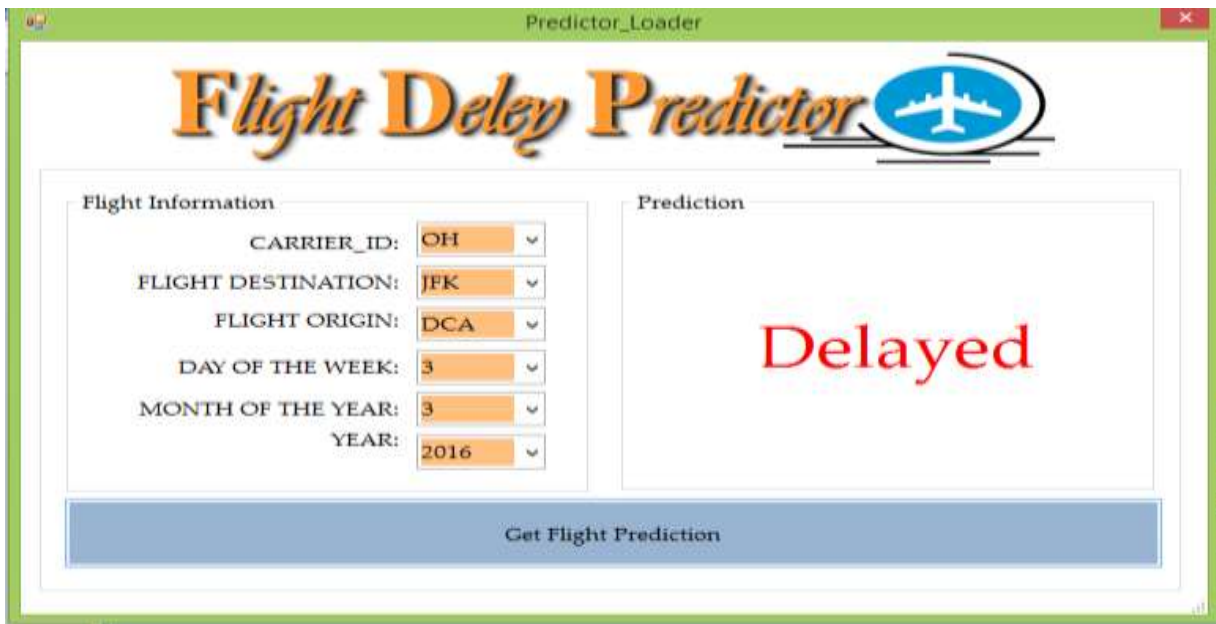 Predictor_Loader
Flight Deley Predictor
Flight Information
CARRIER_ID: OH
FLIGHT DESTINATION: JFK
FLIGHT ORIGIN: DCA
DAY OF THE WEEK: 3
MONTH OF THE YEAR: 3
YEAR: 2016
Prediction
Delayed
Get Flight Prediction